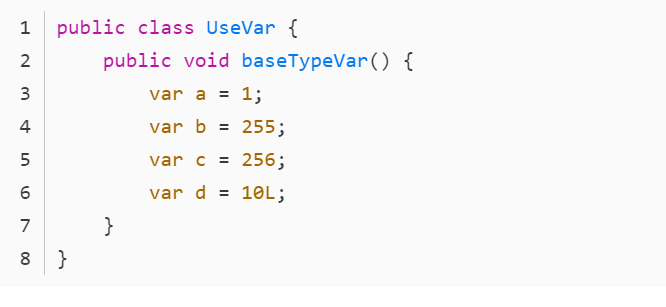 1 public class UseVar {
2     public void baseTypeVar() {
3         var a = 1;
4         var b = 255;
5         var c = 256;
6         var d = 10L;
7     }
8 }